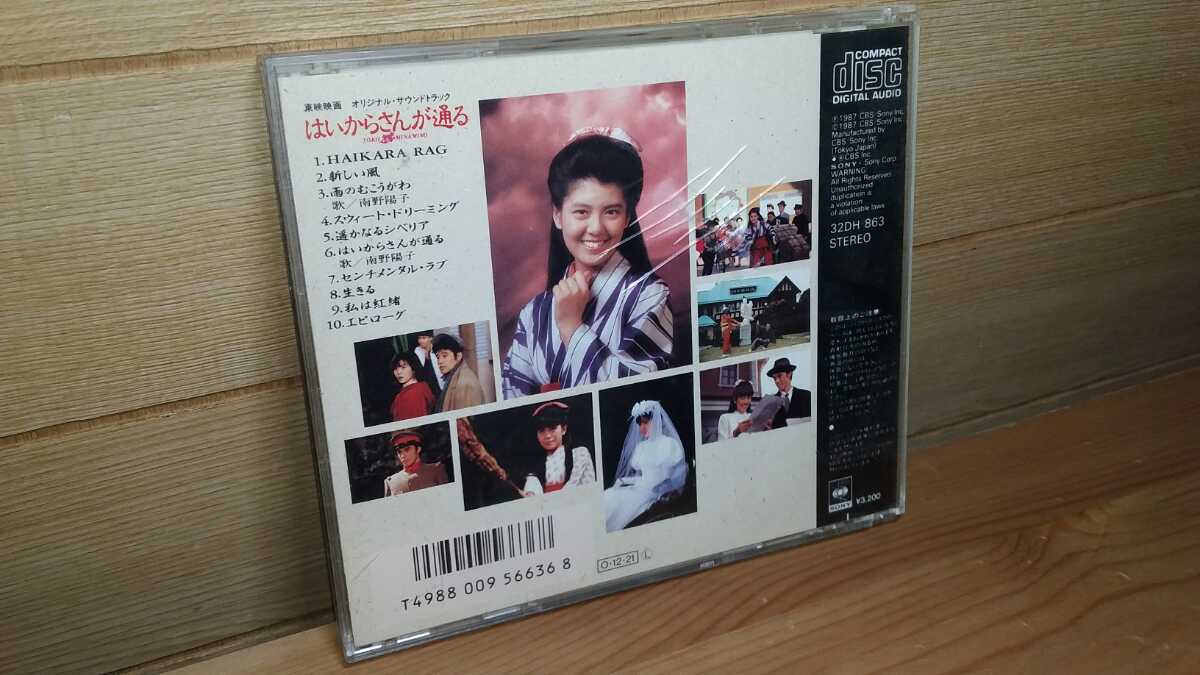 東映映画 オリジナル・サウンドトラック
はいからさんが通る
YOKO MINAMINO
1. HAIKARA RAG
2. 新しい風
3. 雨のむこうがわ
歌／南野陽子
4. スウィート・ドリーミング
5. 遥かなるシベリア
6. はいからさんが通る
歌／南野陽子
7. センチメンタル・ラブ
8. 生きる
9. 私は紅緒
10. エピローグ
T4988 009 56636 8
O・12・21 L
COMPACT
disc
DIGITAL AUDIO
Ⓟ1987 CBS/Sony Inc.
©1987 CBS/Sony Inc.
Manufactured by
CBS/Sony Inc.
(Tokyo Japan)
® CBS Inc.
SONY® Sony Corp.
WARNING:
All Rights Reserved.
Unauthorized
duplication is
a violation
of applicable laws.
32DH 863
STEREO
取扱上のご注意
SONY
¥3,200